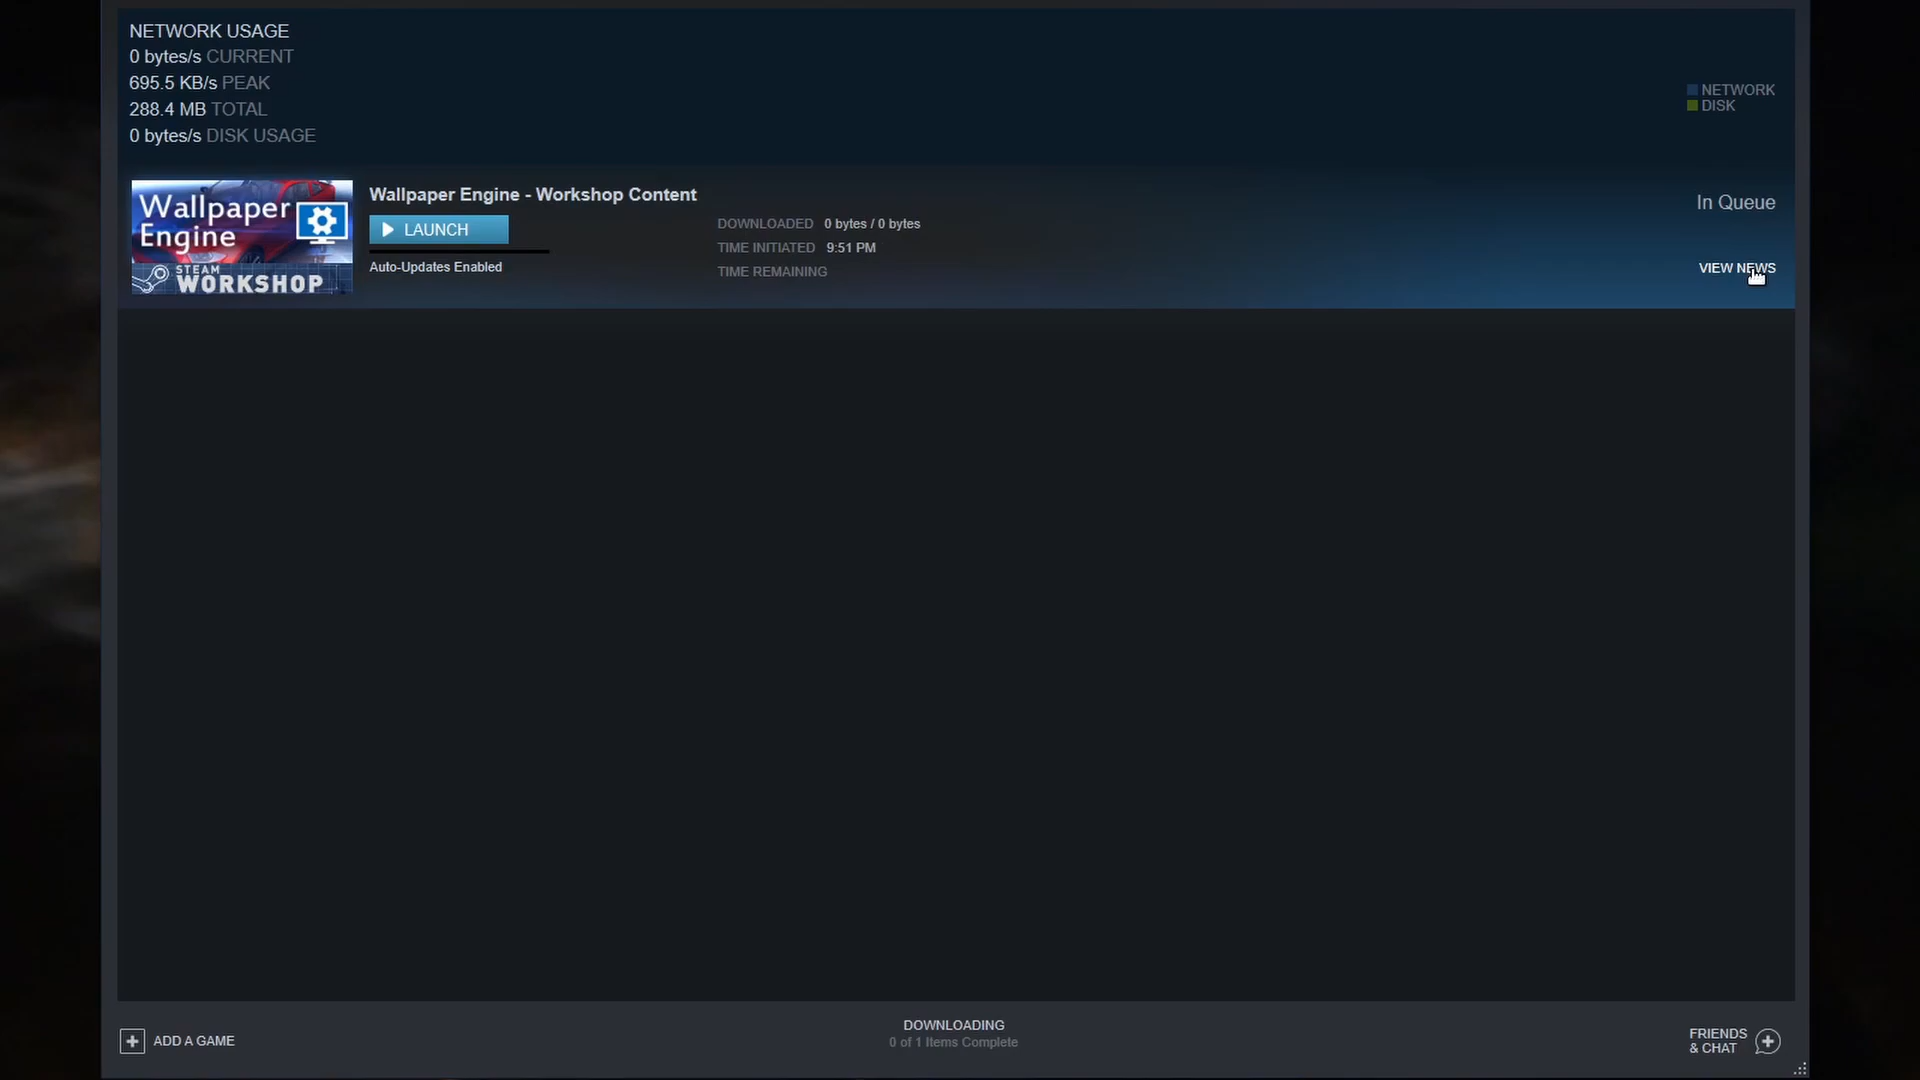 NETWORK USAGE
0 bytes/s CURRENT
695.5 KB/s PEAK
288.4 MB TOTAL
0 bytes/s DISK USAGE
NETWORK
DISK
Wallpaper Engine
STEAM WORKSHOP
Wallpaper Engine - Workshop Content
LAUNCH
Auto-Updates Enabled
DOWNLOADED 0 bytes / 0 bytes
TIME INITIATED 9:51 PM
TIME REMAINING
In Queue
VIEW NEWS
ADD A GAME
DOWNLOADING
0 of 1 Items Complete
FRIENDS
& CHAT